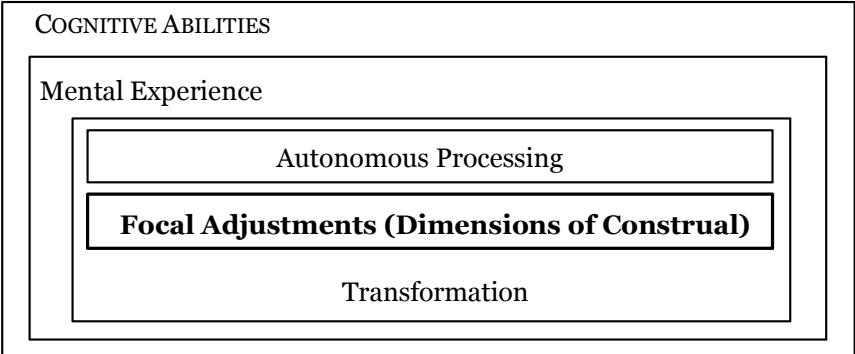 COGNITIVE ABILITIES
Mental Experience
Autonomous Processing
Focal Adjustments (Dimensions of Construal)
Transformation